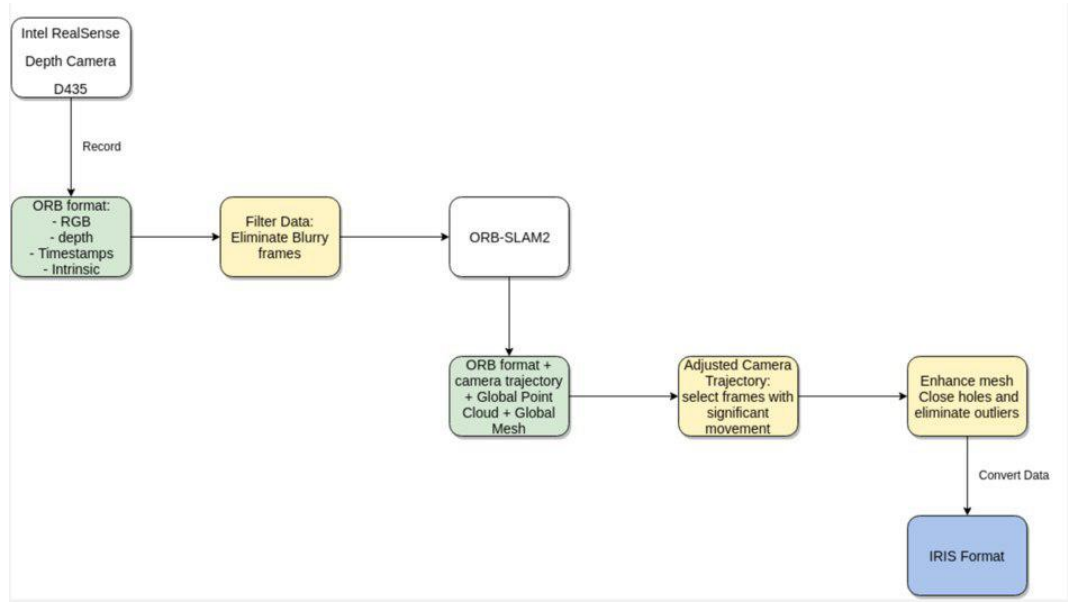 Intel RealSense
Depth Camera
D435
Record
ORB format:
- RGB
- depth
- Timestamps
- Intrinsic
Filter Data:
Eliminate Blurry
frames
ORB-SLAM2
ORB format +
camera trajectory
+ Global Point
Cloud + Global
Mesh
Adjusted Camera
Trajectory:
select frames with
significant
movement
Enhance mesh
Close holes and
eliminate outliers
Convert Data
IRIS Format